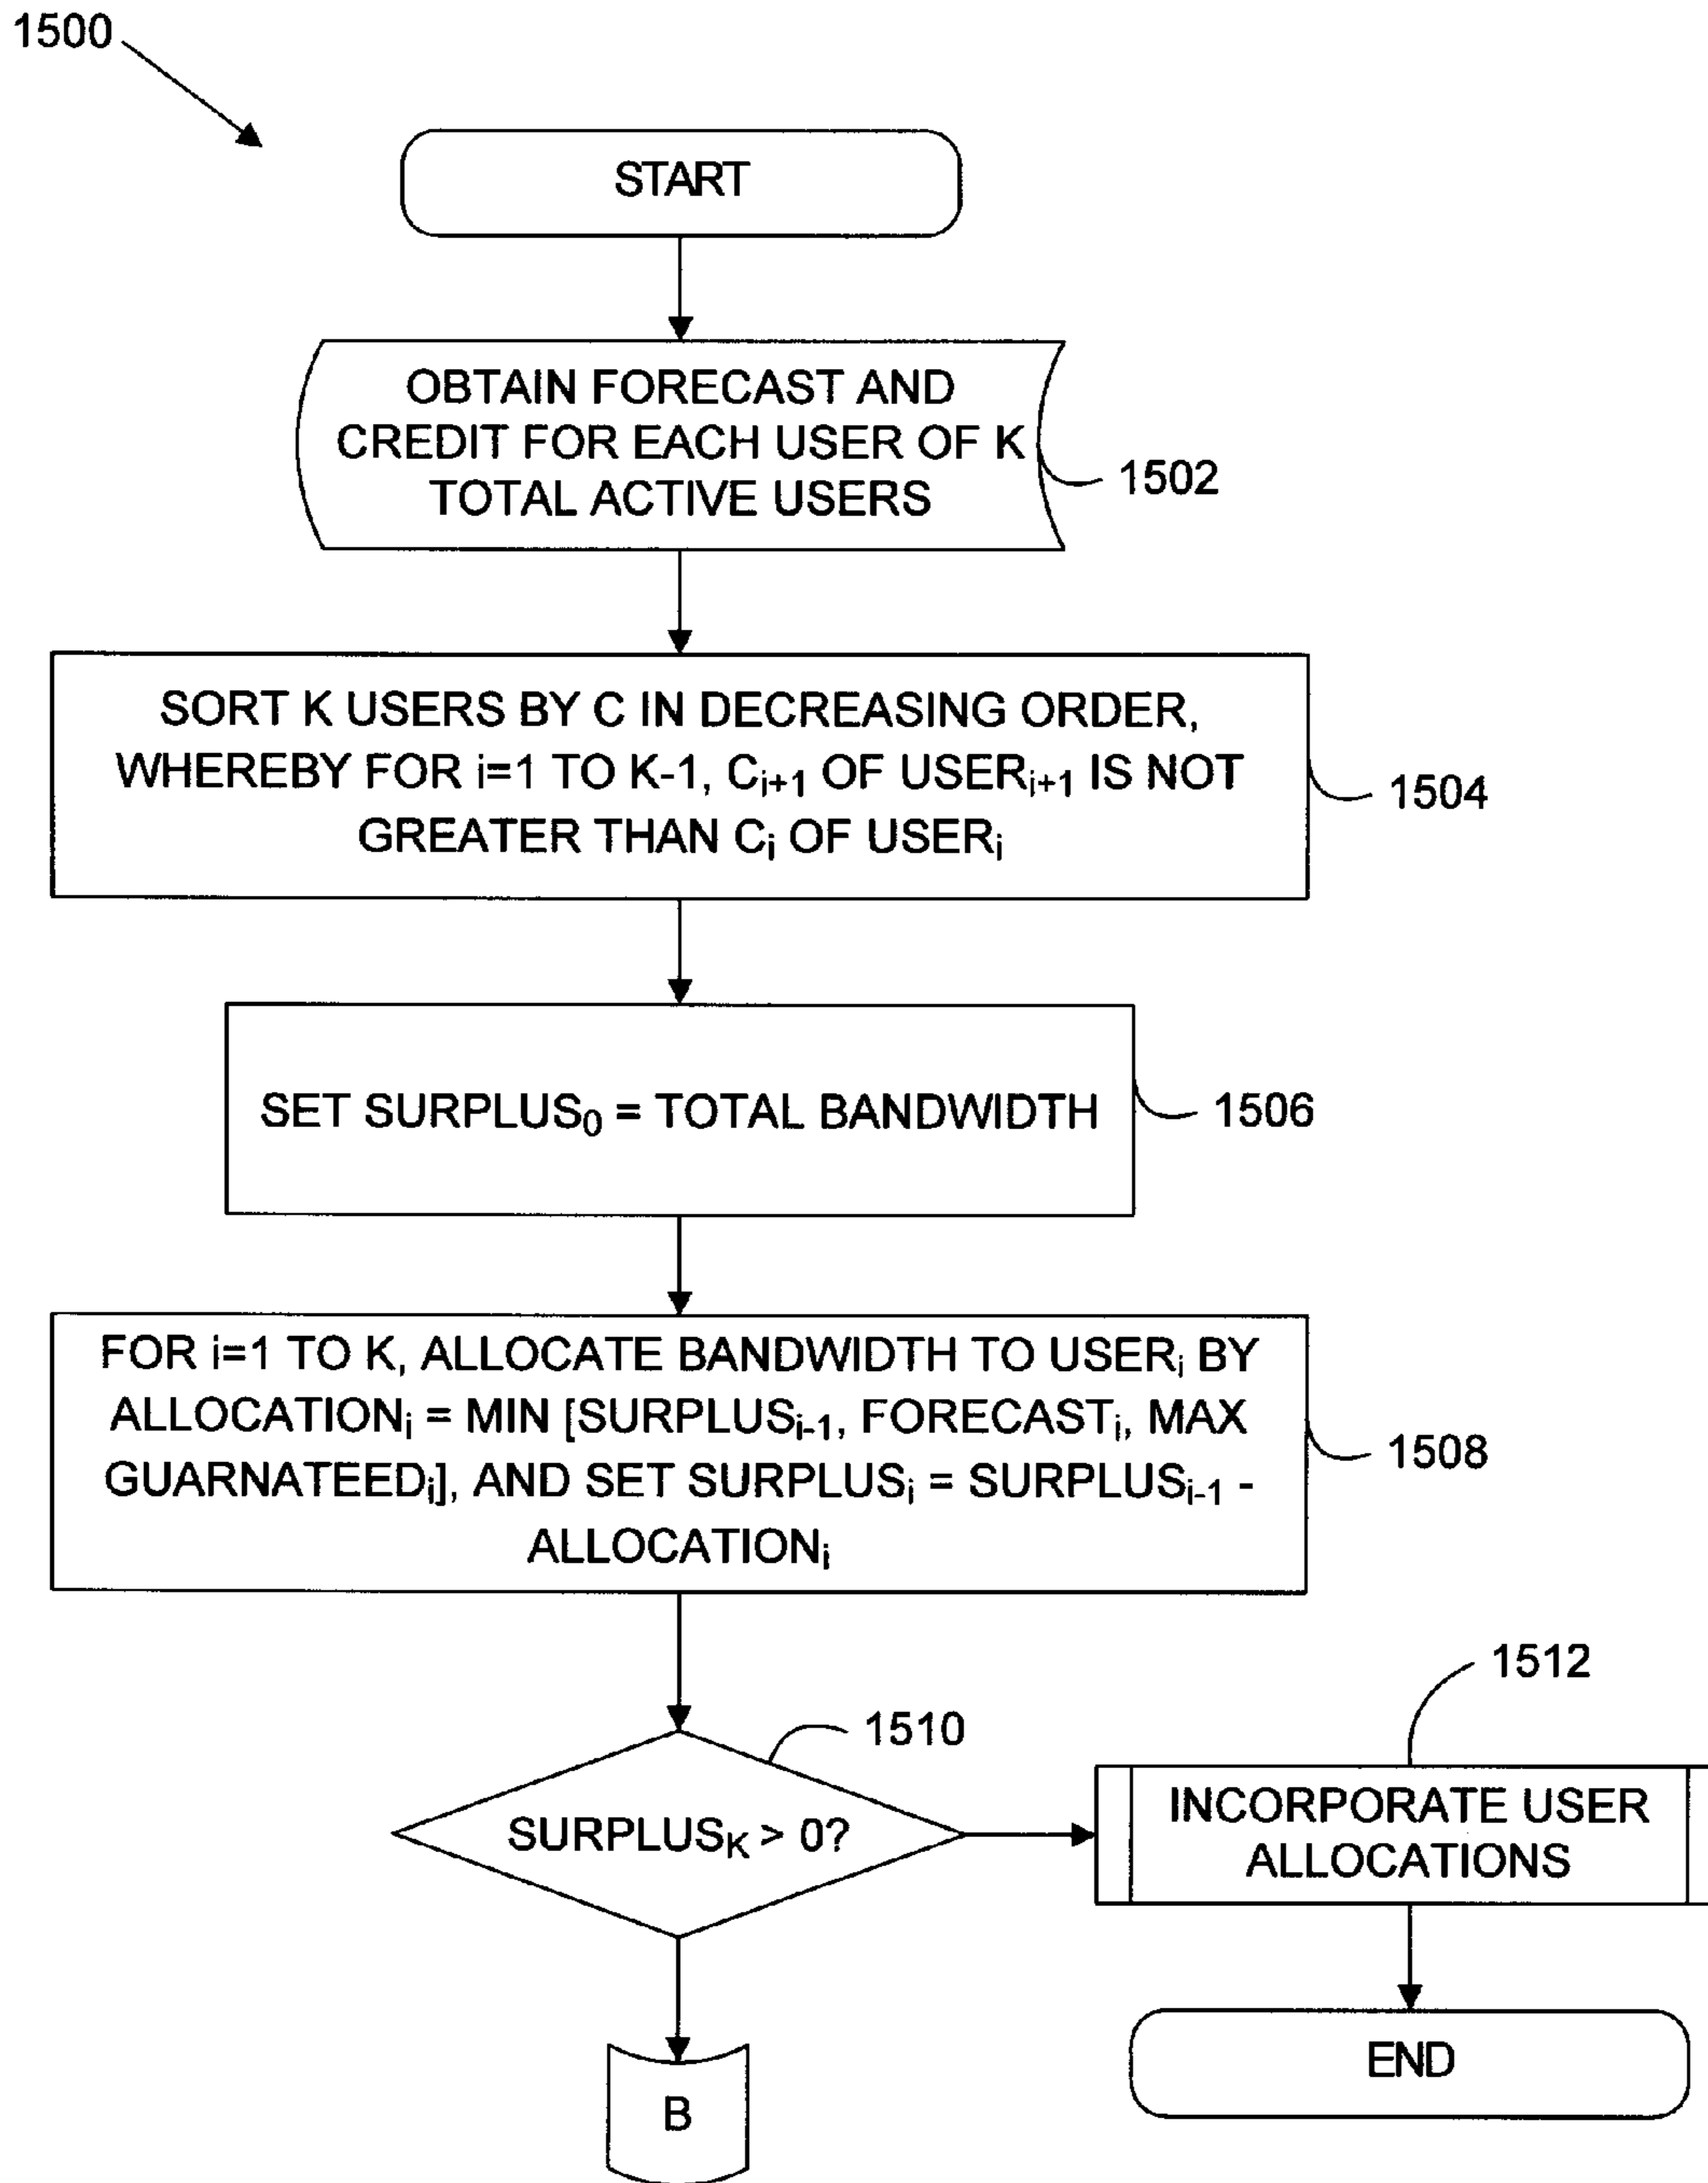 1500
START
OBTAIN FORECAST AND
CREDIT FOR EACH USER OF K
TOTAL ACTIVE USERS
1502
SORT K USERS BY C IN DECREASING ORDER,
WHEREBY FOR i=1 TO K-1, Ci+1 OF USERi+1 IS NOT
GREATER THAN Ci OF USERi
1504
SET SURPLUS0 = TOTAL BANDWIDTH
1506
FOR i=1 TO K, ALLOCATE BANDWIDTH TO USERi BY
ALLOCATIONi = MIN [SURPLUSi-1, FORECASTi, MAX
GUARNATEEDi], AND SET SURPLUSi = SURPLUSi-1 -
ALLOCATIONi
1508
1510
SURPLUSK > 0?
1512
INCORPORATE USER
ALLOCATIONS
END
B